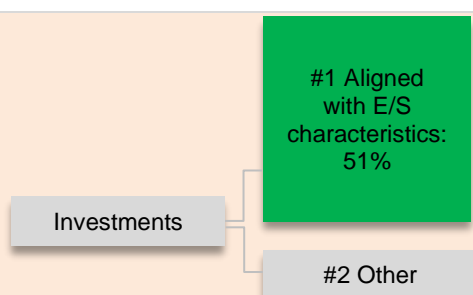 #1 Aligned
with E/S
characteristics:
51%
Investments
#2 Other